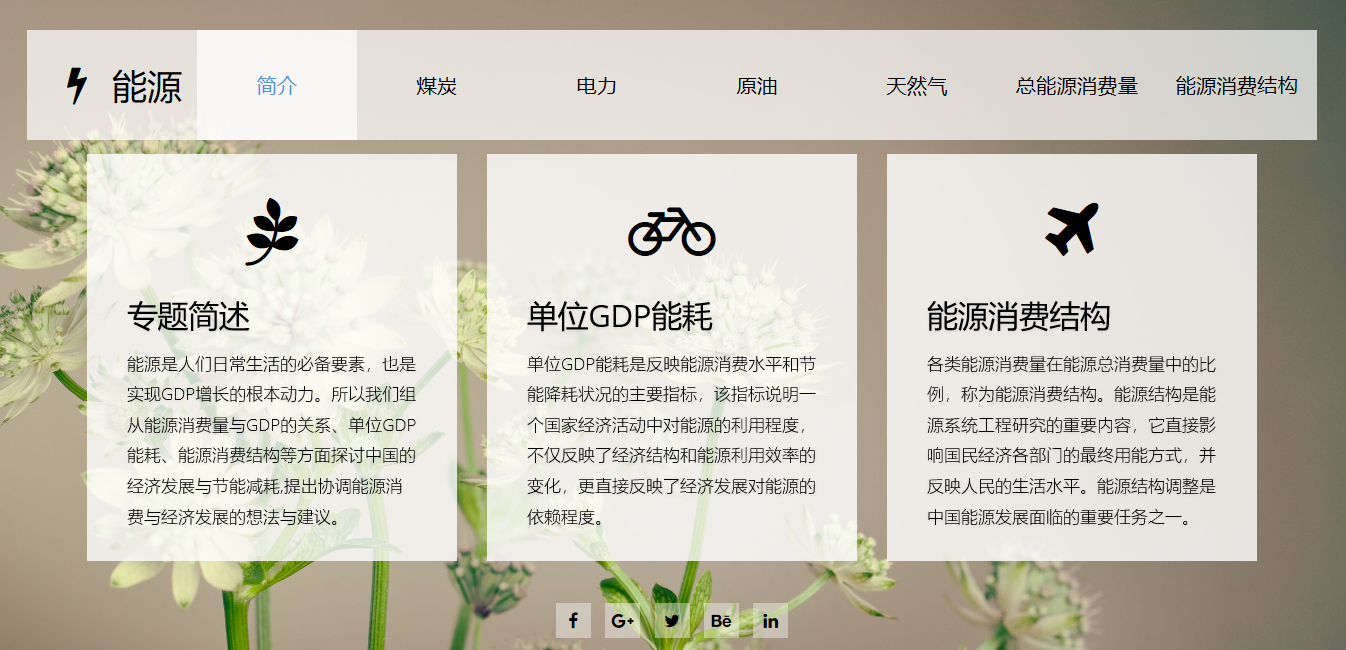 能源
简介
煤炭
电力
原油
天然气
总能源消费量
能源消费结构
专题简述
能源是人们日常生活的必备要素，也是
实现GDP增长的根本动力。所以我们组
从能源消费量与GDP的关系、单位GDP
能耗、能源消费结构等方面探讨中国的
经济发展与节能减耗,提出协调能源消
费与经济发展的想法与建议。
单位GDP能耗
单位GDP能耗是反映能源消费水平和节
能降耗状况的主要指标，该指标说明一
个国家经济活动中对能源的利用程度，
不仅反映了经济结构和能源利用效率的
变化，更直接反映了经济发展对能源的
依赖程度。
能源消费结构
各类能源消费量在能源总消费量中的比
例，称为能源消费结构。能源结构是能
源系统工程研究的重要内容，它直接影
响国民经济各部门的最终用能方式，并
反映人民的生活水平。能源结构调整是
中国能源发展面临的重要任务之一。
f
G+
Bē
in